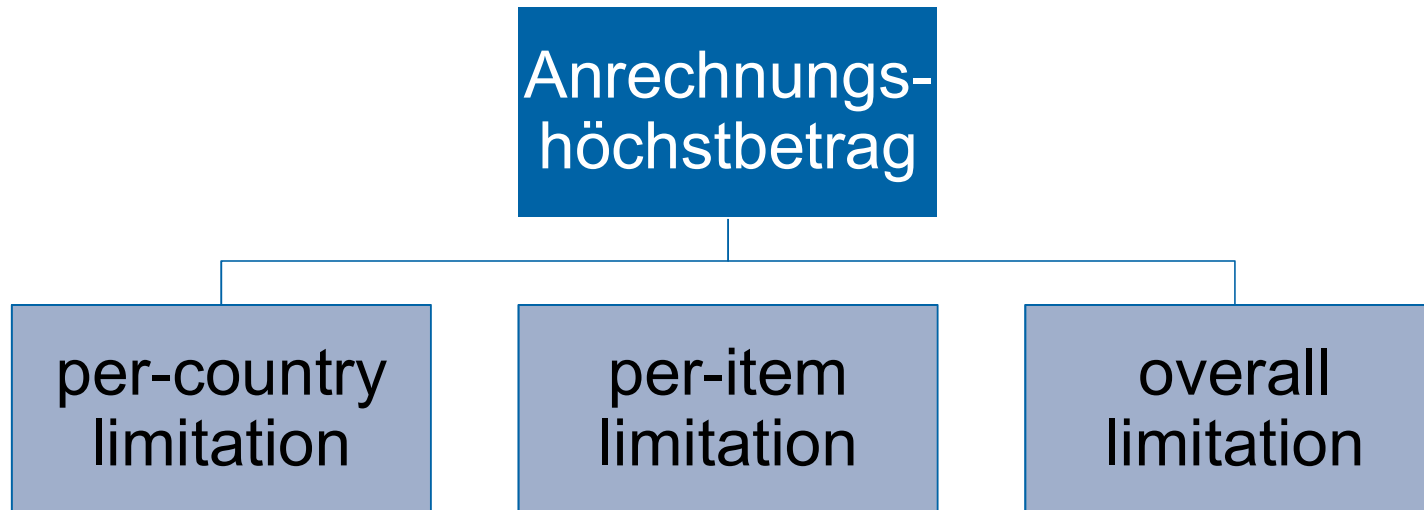 Anrechnungs-
höchstbetrag
per-country
limitation
per-item
limitation
overall
limitation